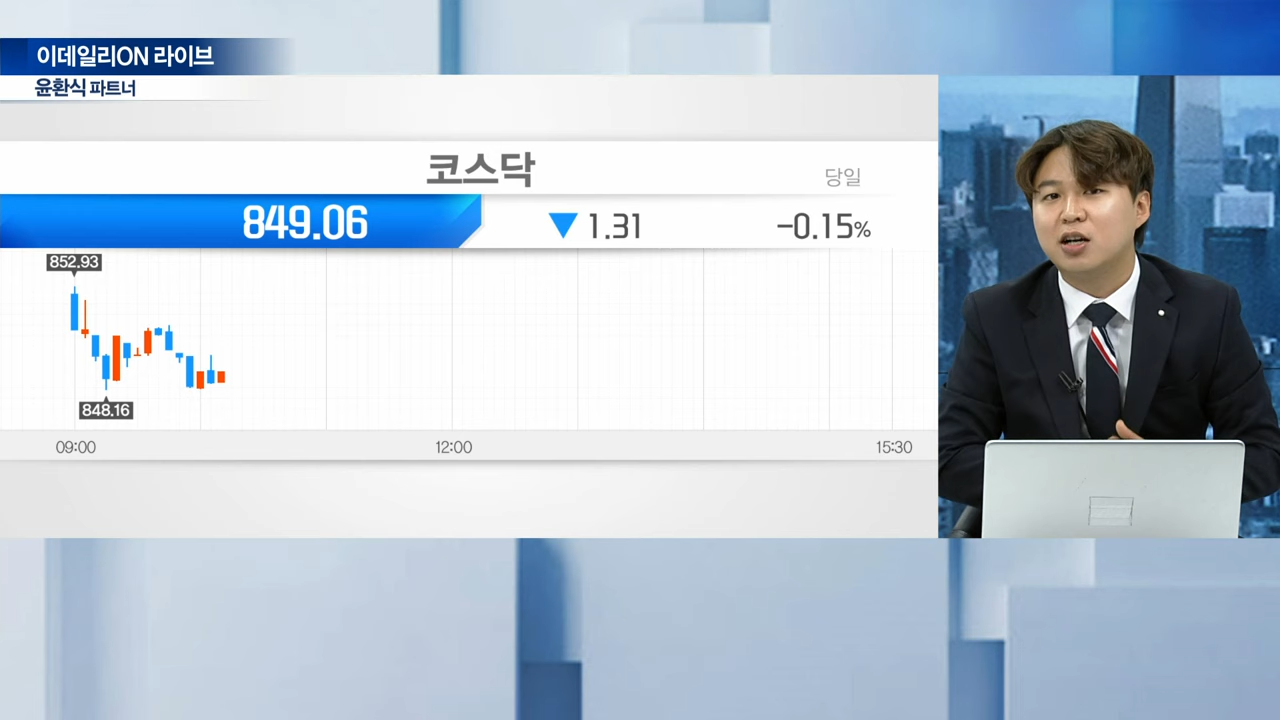 이데일리ON 라이브
윤환식 파트너
코스닥
당일
849.06 ▼ 1.31 -0.15%
852.93
848.16
09:00 12:00 15:30